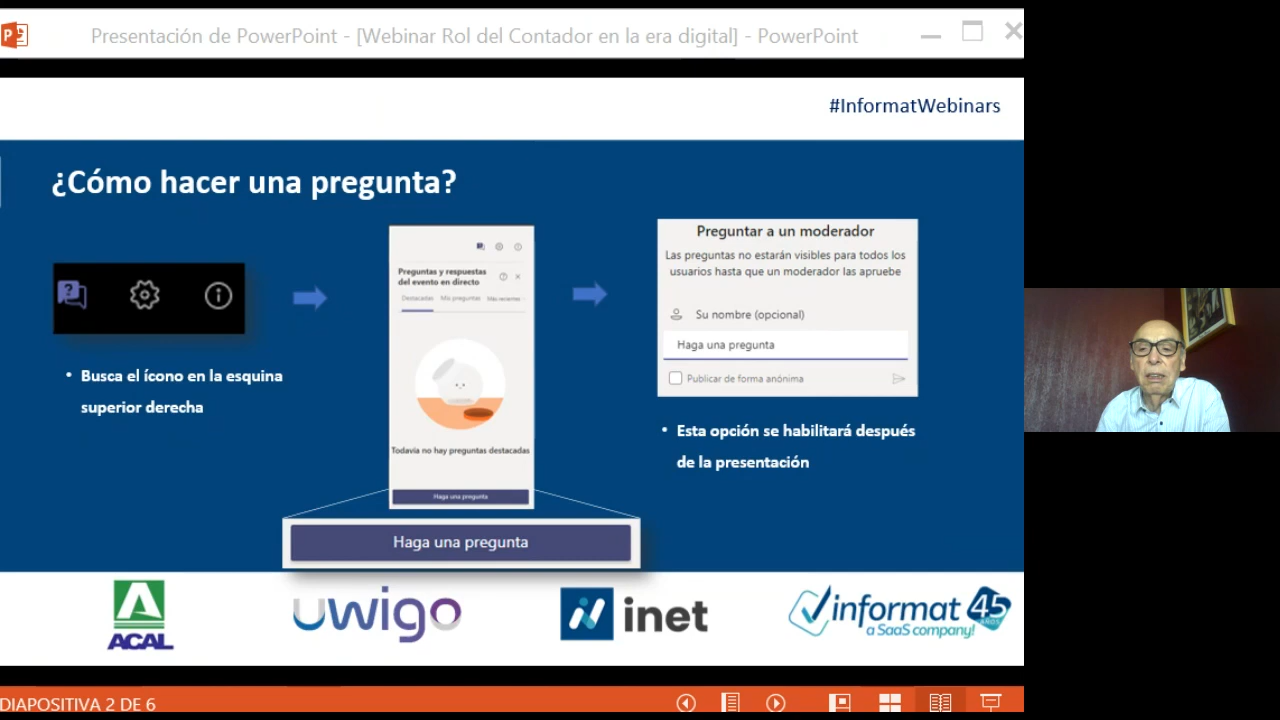 Presentación de PowerPoint - [Webinar Rol del Contador en la era digital] - PowerPoint
#InformatWebinars
¿Cómo hacer una pregunta?
• Busca el ícono en la esquina
superior derecha
Preguntas y respuestas
del evento en directo
Destacadas Mis preguntas Más recientes
Todavía no hay preguntas destacadas
Haga una pregunta
Haga una pregunta
Preguntar a un moderador
Las preguntas no estarán visibles para todos los
usuarios hasta que un moderador las apruebe
Su nombre (opcional)
Haga una pregunta
Publicar de forma anónima
• Esta opción se habilitará después
de la presentación
ACAL
uwigo
inet
informat 45 AÑOS
a SaaS company!
DIAPOSITIVA 2 DE 6